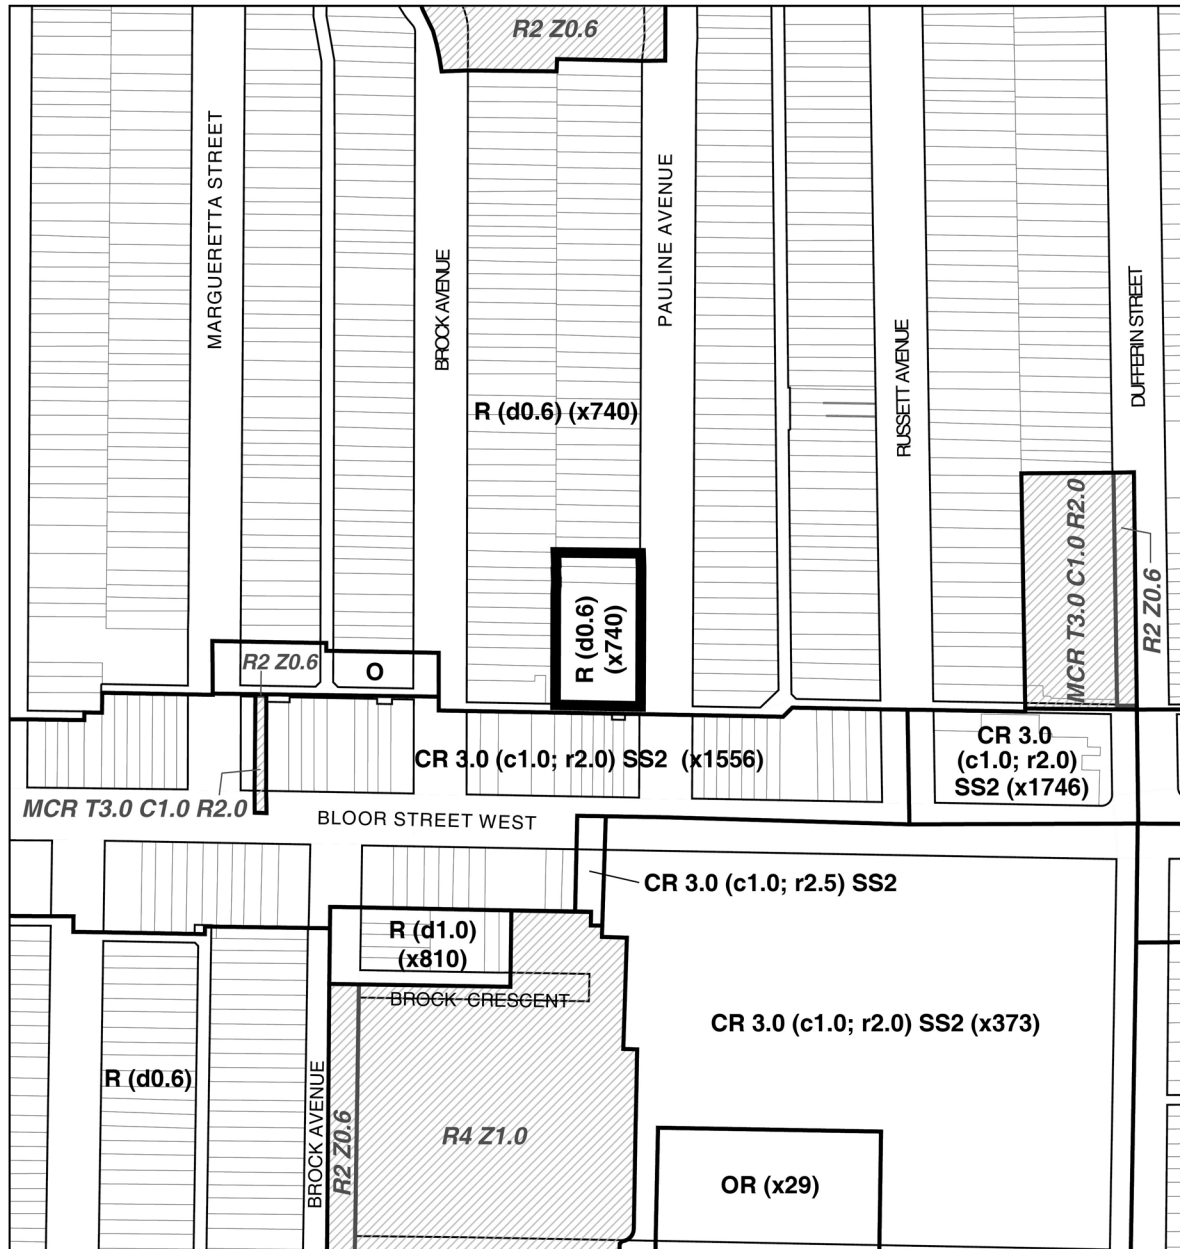 R2 Z0.6
MARGUERETTA STREET
BROCK AVENUE
PAULINE AVENUE
RUSSETT AVENUE
DUFFERIN STREET
R (d0.6) (x740)
R (d0.6)
(x740)
MCR T3.0 C1.0 R2.0
R2 Z0.6
R2 Z0.6
O
CR 3.0 (c1.0; r2.0) SS2 (x1556)
CR 3.0
(c1.0; r2.0)
SS2 (x1746)
MCR T3.0 C1.0 R2.0
BLOOR STREET WEST
CR 3.0 (c1.0; r2.5) SS2
R (d1.0)
(x810)
BROCK CRESCENT
CR 3.0 (c1.0; r2.0) SS2 (x373)
R (d0.6)
BROCK AVENUE
R2 Z0.6
R4 Z1.0
OR (x29)